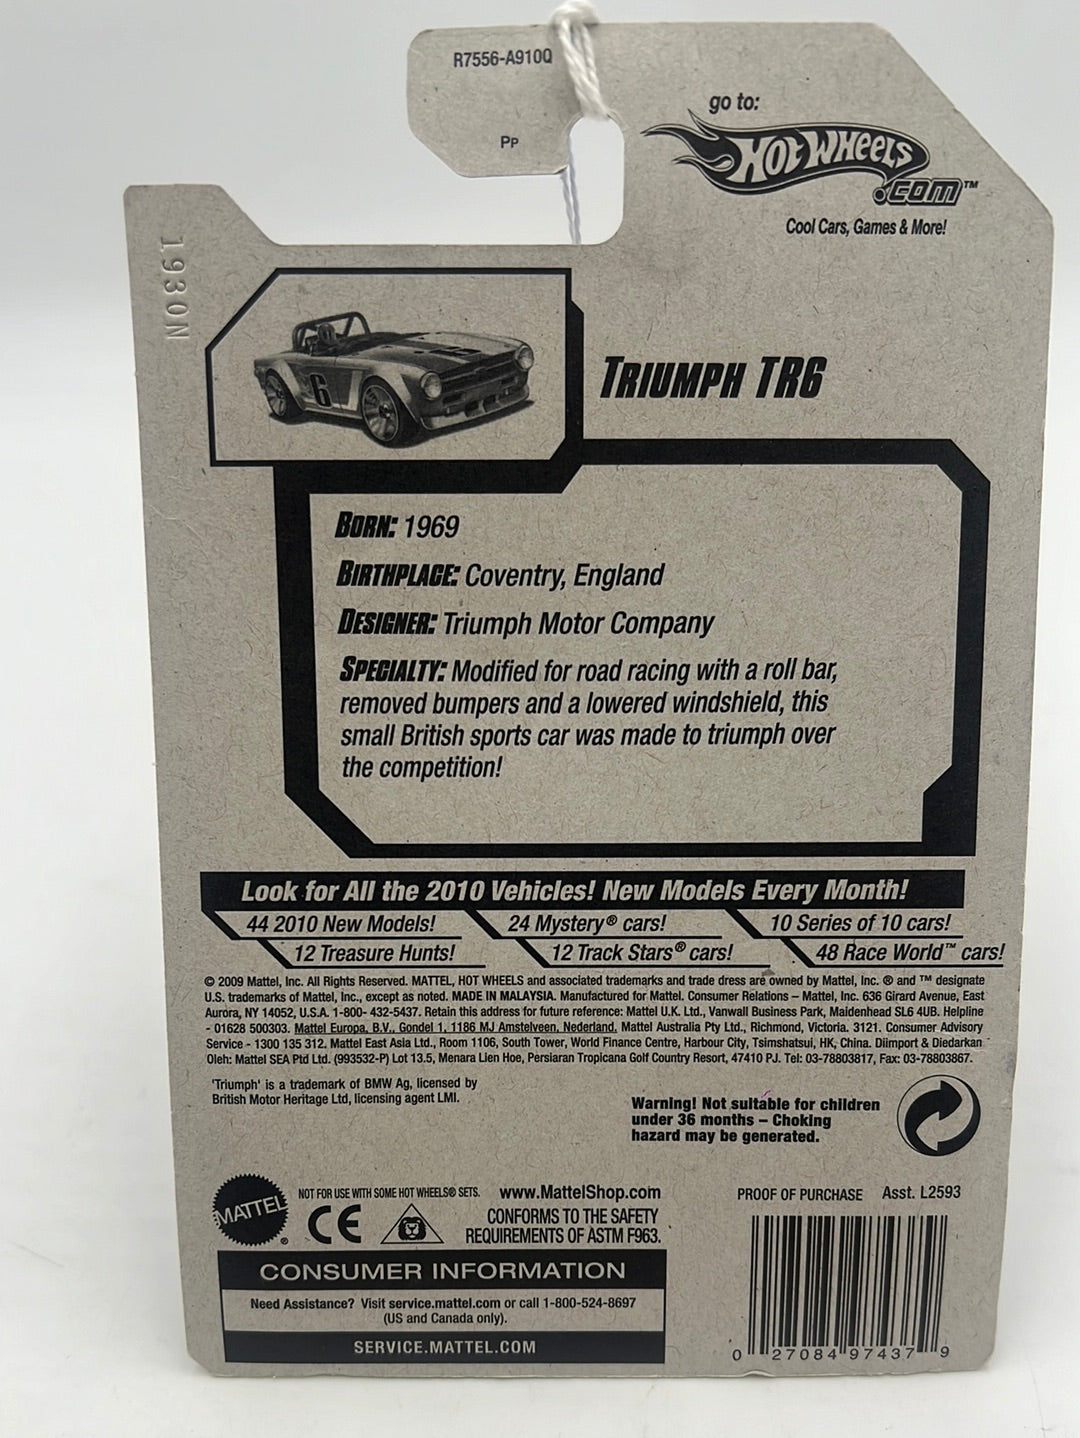 R7556-A910Q
PP
go to:
HOT WHEELS
.COM™
Cool Cars, Games & More!
1930N
6
TRIUMPH TR6
BORN: 1969
BIRTHPLACE: Coventry, England
DESIGNER: Triumph Motor Company
SPECIALTY: Modified for road racing with a roll bar,
removed bumpers and a lowered windshield, this
small British sports car was made to triumph over
the competition!
Look for All the 2010 Vehicles! New Models Every Month!
44 2010 New Models! 24 Mystery® cars! 10 Series of 10 cars!
12 Treasure Hunts! 12 Track Stars® cars! 48 Race World™ cars!
© 2009 Mattel, Inc. All Rights Reserved. MATTEL, HOT WHEELS and associated trademarks and trade dress are owned by Mattel, Inc. ® and ™ designate
U.S. trademarks of Mattel, Inc., except as noted. MADE IN MALAYSIA. Manufactured for Mattel. Consumer Relations – Mattel, Inc. 636 Girard Avenue, East
Aurora, NY 14052, U.S.A. 1-800- 432-5437. Retain this address for future reference: Mattel U.K. Ltd., Vanwall Business Park, Maidenhead SL6 4UB. Helpline
- 01628 500303. Mattel Europa, B.V., Gondel 1, 1186 MJ Amstelveen, Nederland. Mattel Australia Pty Ltd., Richmond, Victoria. 3121. Consumer Advisory
Service - 1300 135 312. Mattel East Asia Ltd., Room 1106, South Tower, World Finance Centre, Harbour City, Tsimshatsui, HK, China. Diimport & Diedarkan
Oleh: Mattel SEA Ptd Ltd. (993532-P) Lot 13.5, Menara Lien Hoe, Persiaran Tropicana Golf Country Resort, 47410 PJ. Tel: 03-78803817, Fax: 03-78803867.
'Triumph' is a trademark of BMW Ag, licensed by
British Motor Heritage Ltd, licensing agent LMI.
Warning! Not suitable for children
under 36 months – Choking
hazard may be generated.
MATTEL®
NOT FOR USE WITH SOME HOT WHEELS® SETS. www.MattelShop.com
CE
CONFORMS TO THE SAFETY
REQUIREMENTS OF ASTM F963.
PROOF OF PURCHASE Asst. L2593
CONSUMER INFORMATION
Need Assistance? Visit service.mattel.com or call 1-800-524-8697
(US and Canada only).
SERVICE.MATTEL.COM
0 27084 97437 9